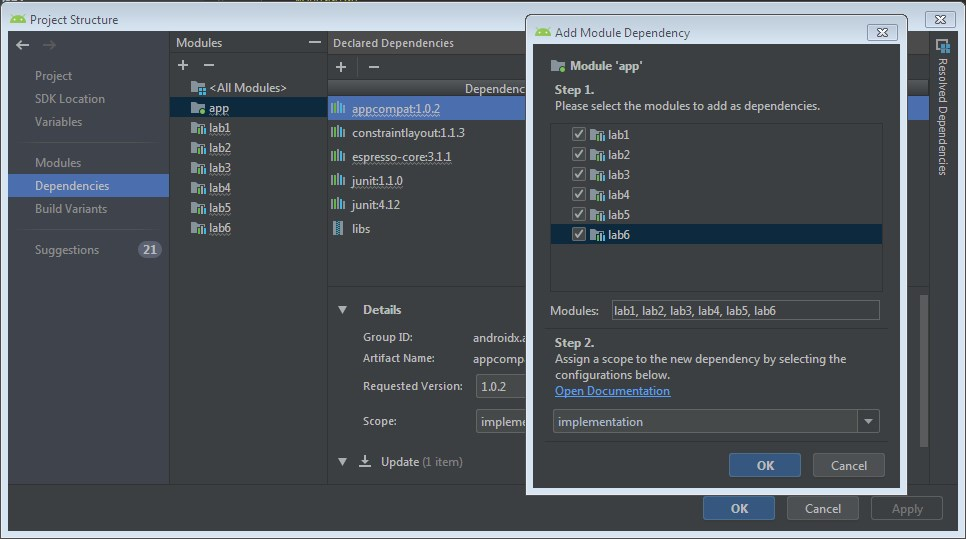 Project Structure
Project
SDK Location
Variables
Modules
Dependencies
Build Variants
Suggestions 21
Modules
<All Modules>
app
lab1
lab2
lab3
lab4
lab5
lab6
Declared Dependencies
Dependenc
appcompat:1.0.2
constraintlayout:1.1.3
espresso-core:3.1.1
junit:1.1.0
junit:4.12
libs
Details
Group ID: androidx.a
Artifact Name: appcompa
Requested Version: 1.0.2
Scope: impleme
Update (1 item)
Resolved Dependencies
OK Cancel Apply
Add Module Dependency
Module 'app'
Step 1.
Please select the modules to add as dependencies.
lab1
lab2
lab3
lab4
lab5
lab6
Modules: lab1, lab2, lab3, lab4, lab5, lab6
Step 2.
Assign a scope to the new dependency by selecting the
configurations below.
Open Documentation
implementation
OK Cancel